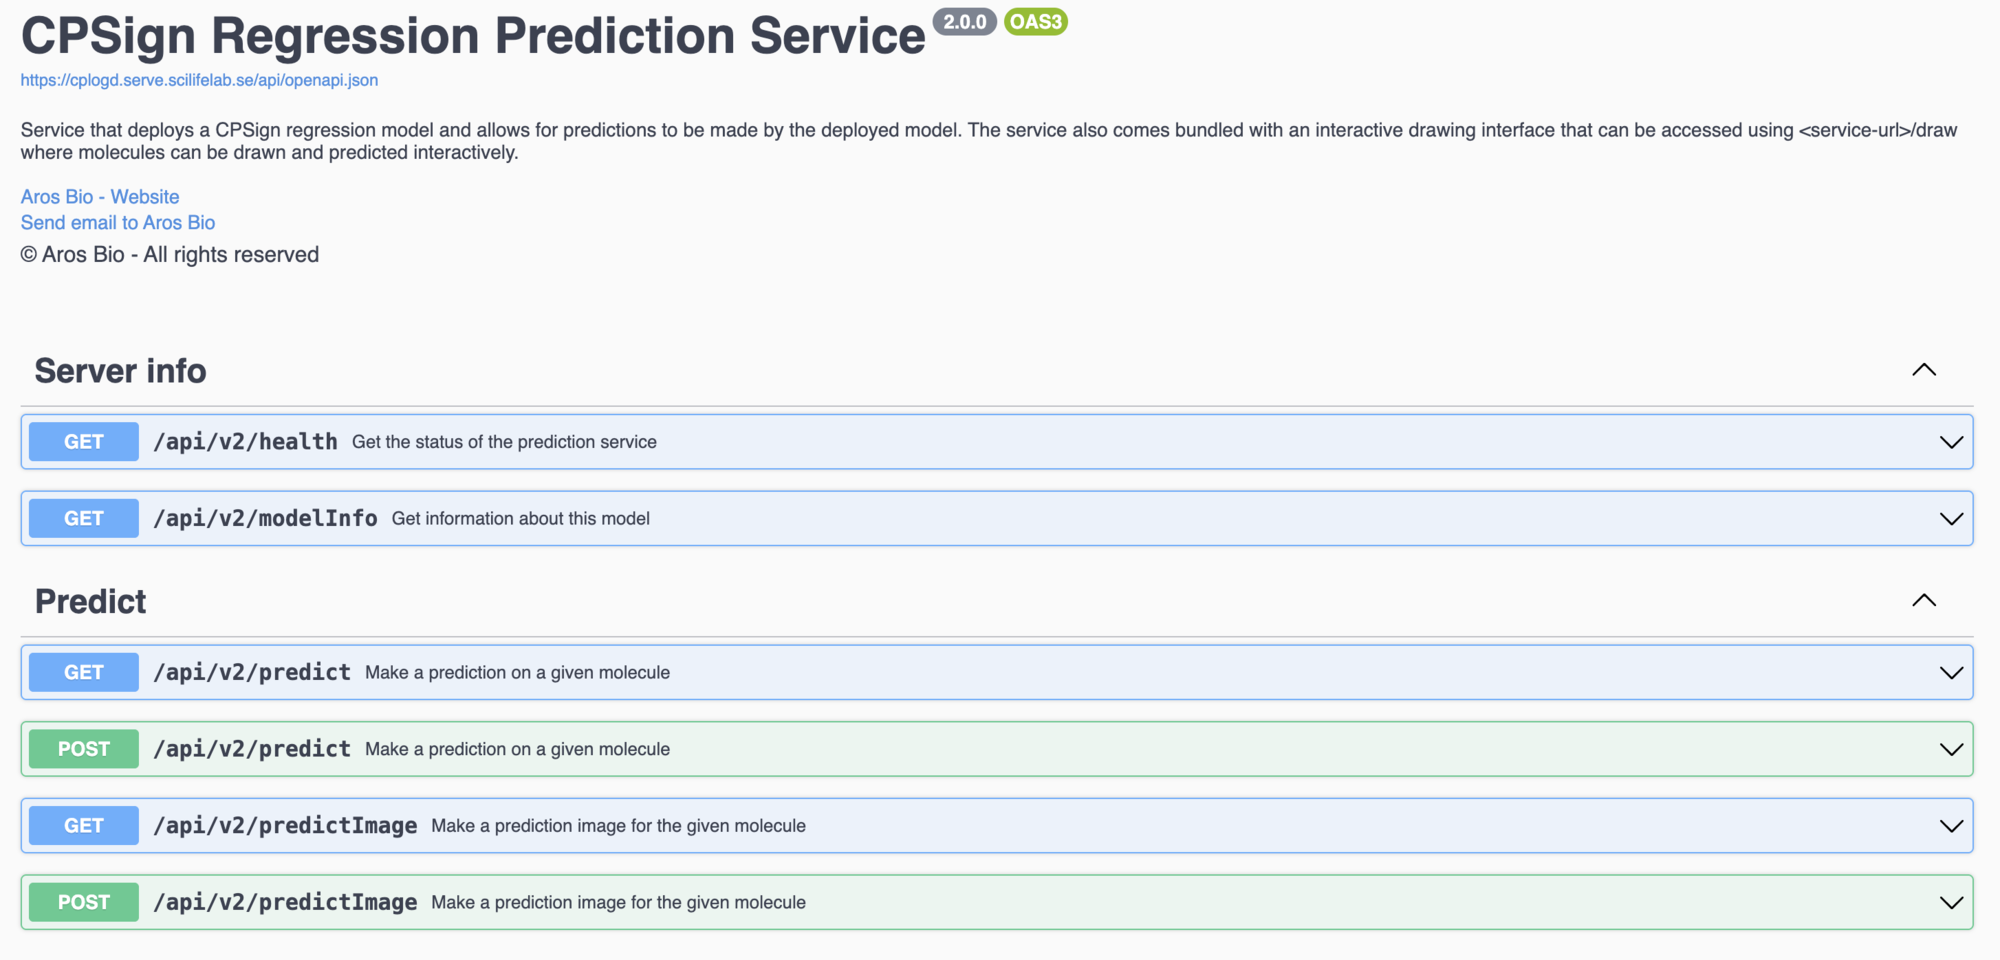 CPSign Regression Prediction Service 2.0.0 OAS3
https://cplogd.serve.scilifelab.se/api/openapi.json
Service that deploys a CPSign regression model and allows for predictions to be made by the deployed model. The service also comes bundled with an interactive drawing interface that can be accessed using <service-url>/draw
where molecules can be drawn and predicted interactively.
Aros Bio - Website
Send email to Aros Bio
© Aros Bio - All rights reserved
Server info
GET /api/v2/health Get the status of the prediction service
GET /api/v2/modelInfo Get information about this model
Predict
GET /api/v2/predict Make a prediction on a given molecule
POST /api/v2/predict Make a prediction on a given molecule
GET /api/v2/predictImage Make a prediction image for the given molecule
POST /api/v2/predictImage Make a prediction image for the given molecule